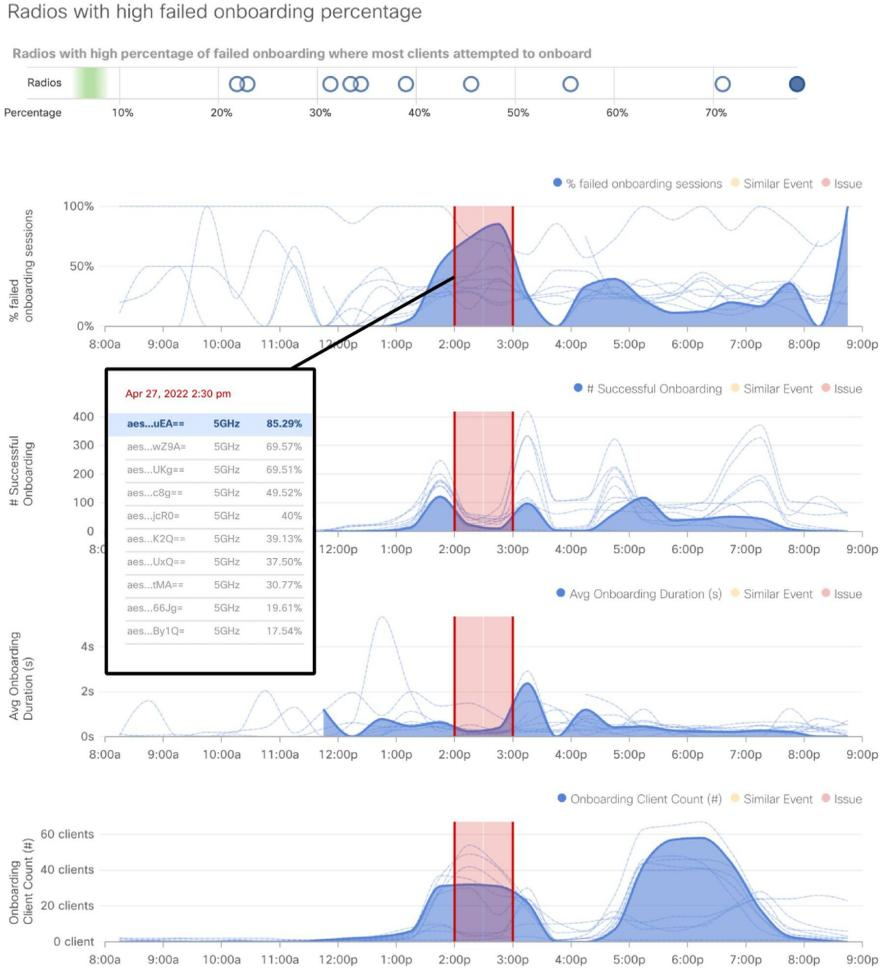 Radios with high failed onboarding percentage
Radios with high percentage of failed onboarding where most clients attempted to onboard
Radios
Percentage 10% 20% 30% 40% 50% 60% 70%
% failed onboarding sessions Similar Event Issue
% failed
onboarding sessions
100%
50%
0%
8:00a 9:00a 10:00a 11:00a 12:00p 1:00p 2:00p 3:00p 4:00p 5:00p 6:00p 7:00p 8:00p 9:00p
Apr 27, 2022 2:30 pm
aes...uEA== 5GHz 85.29%
aes...wZ9A= 5GHz 69.57%
aes...UKg== 5GHz 69.51%
aes...c8g== 5GHz 49.52%
aes...jcR0= 5GHz 40%
aes...K2Q== 5GHz 39.13%
aes...UxQ== 5GHz 37.50%
aes...tMA== 5GHz 30.77%
aes...66Jg= 5GHz 19.61%
aes...By1Q= 5GHz 17.54%
# Successful Onboarding Similar Event Issue
# Successful
Onboarding
400
300
200
100
0
8:0 12:00p 1:00p 2:00p 3:00p 4:00p 5:00p 6:00p 7:00p 8:00p 9:00p
Avg Onboarding Duration (s) Similar Event Issue
Avg Onboarding
Duration (s)
4s
2s
0s
8:00a 9:00a 10:00a 11:00a 12:00p 1:00p 2:00p 3:00p 4:00p 5:00p 6:00p 7:00p 8:00p 9:00p
Onboarding Client Count (#) Similar Event Issue
Onboarding
Client Count (#)
60 clients
40 clients
20 clients
0 client
8:00a 9:00a 10:00a 11:00a 12:00p 1:00p 2:00p 3:00p 4:00p 5:00p 6:00p 7:00p 8:00p 9:00p